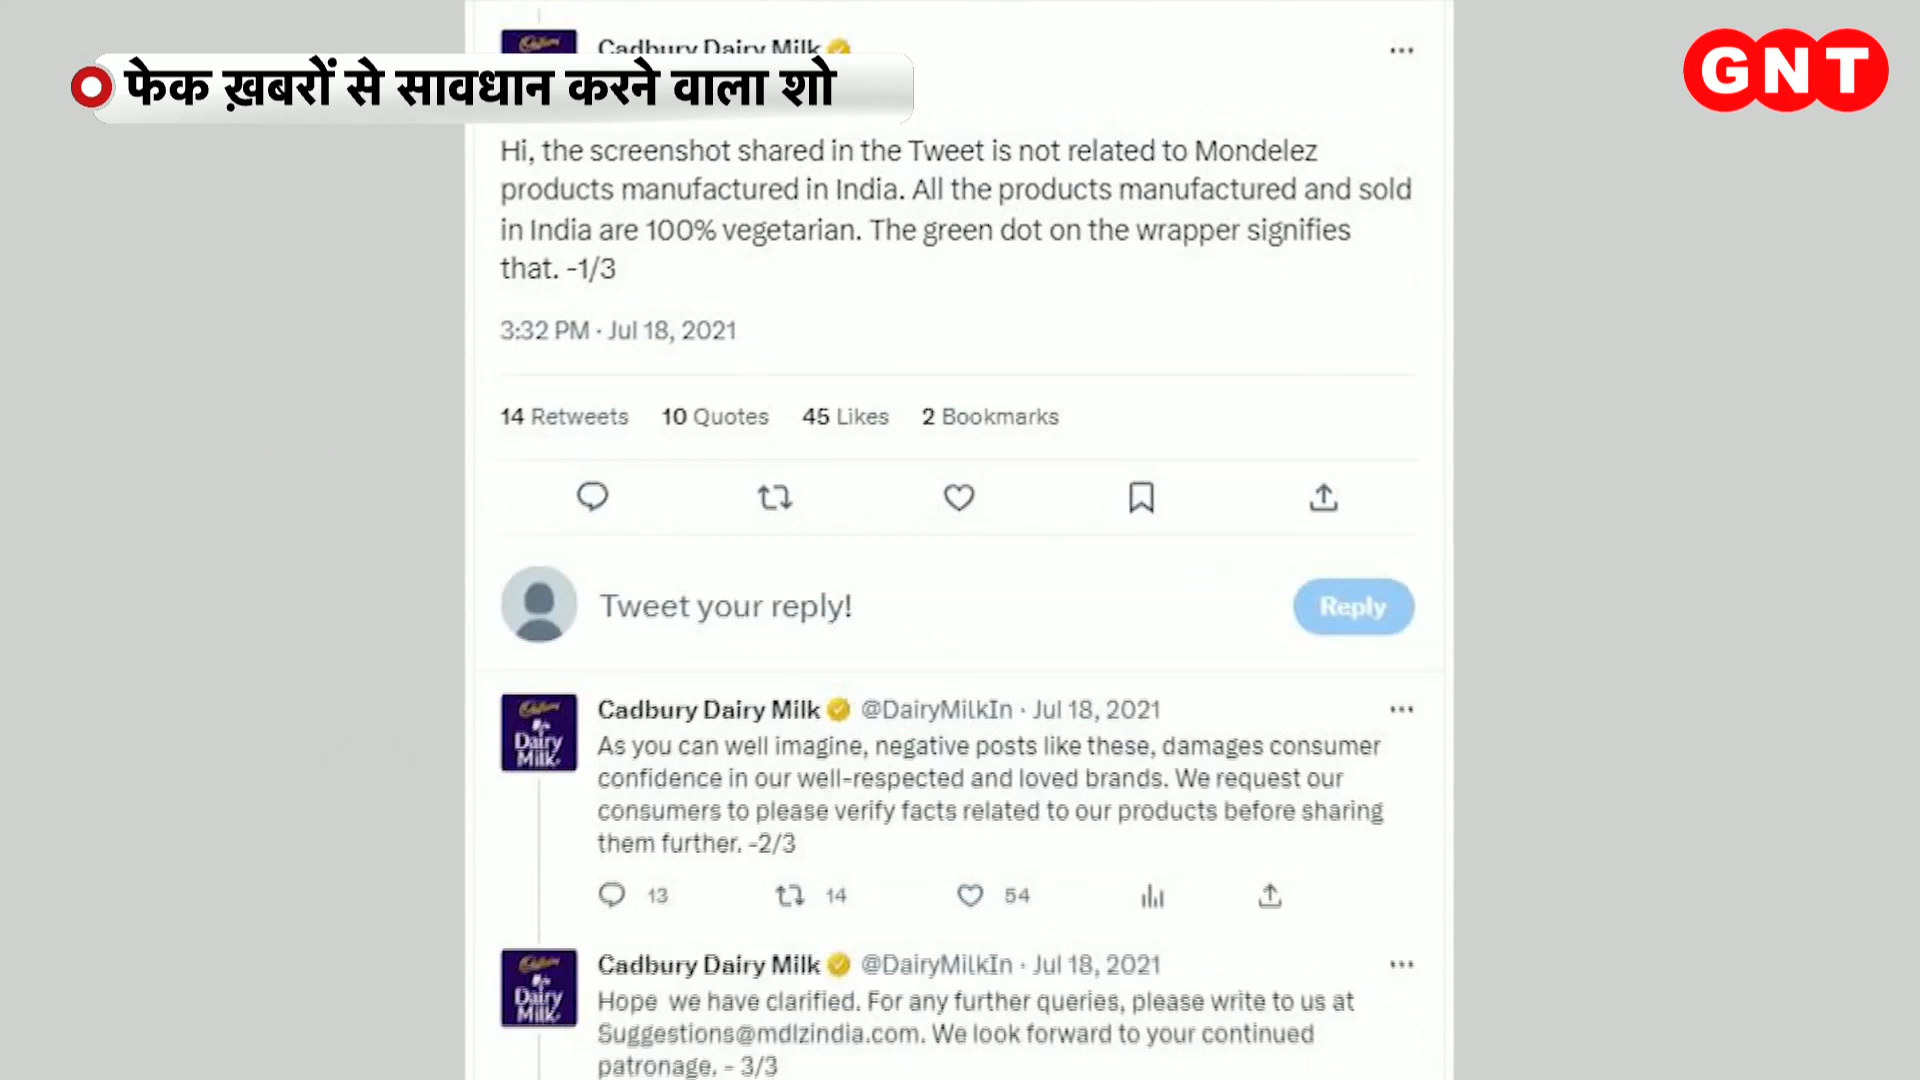 Cadbury Dairy Milk
GNT
फेक ख़बरों से सावधान करने वाला शो
Hi, the screenshot shared in the Tweet is not related to Mondelez
products manufactured in India. All the products manufactured and sold
in India are 100% vegetarian. The green dot on the wrapper signifies
that. -1/3
3:32 PM · Jul 18, 2021
14 Retweets 10 Quotes 45 Likes 2 Bookmarks
Tweet your reply!
Reply
Cadbury Dairy Milk @DairyMilkIn · Jul 18, 2021
Cadbury
Dairy
Milk
As you can well imagine, negative posts like these, damages consumer
confidence in our well-respected and loved brands. We request our
consumers to please verify facts related to our products before sharing
them further. -2/3
13 14 54
Cadbury Dairy Milk @DairyMilkIn · Jul 18, 2021
Cadbury
Dairy
Milk
Hope we have clarified. For any further queries, please write to us at
Suggestions@mdlzindia.com. We look forward to your continued
patronage. - 3/3